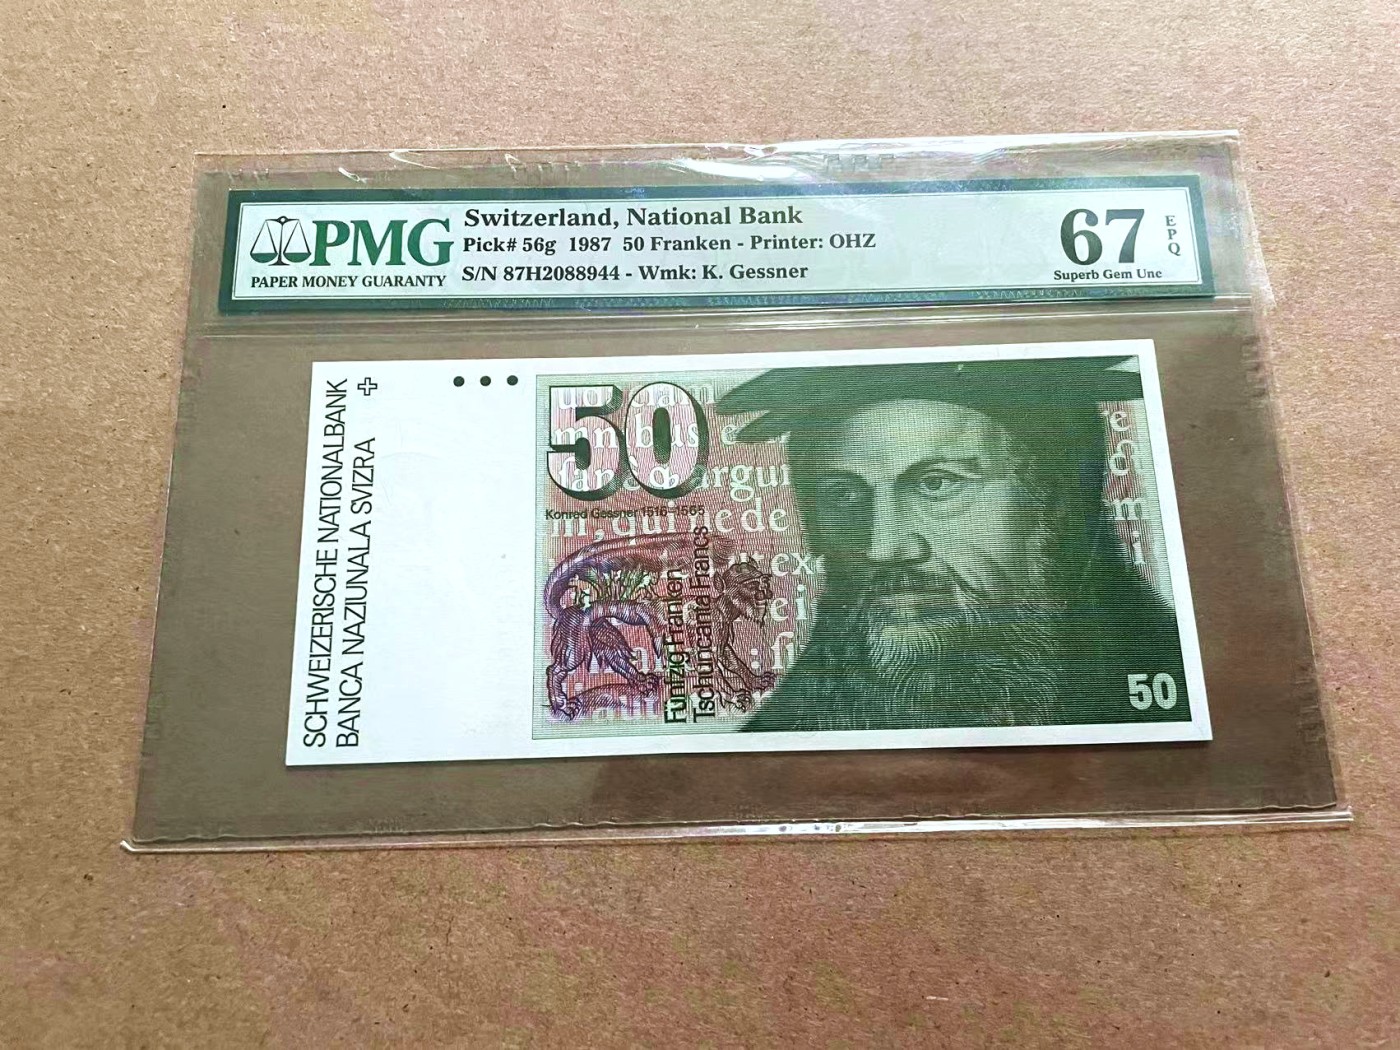 PMG
PAPER MONEY GUARANTY
Switzerland, National Bank
Pick# 56g 1987 50 Franken - Printer: OHZ
S/N 87H2088944 - Wmk: K. Gessner
67
EPQ
Superb Gem Unc
SCHWEIZERISCHE NATIONALBANK
BANCA NAZIUNALA SVIZRA
50
Konrad Gessner 1516-1565
Fünfzig Franken
Tschuncanta Francs
50